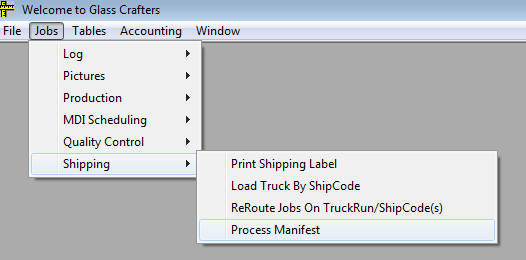 Welcome to Glass Crafters
File Jobs Tables Accounting Window
Log
Pictures
Production
MDI Scheduling
Quality Control
Shipping
Print Shipping Label
Load Truck By ShipCode
ReRoute Jobs On TruckRun/ShipCode(s)
Process Manifest